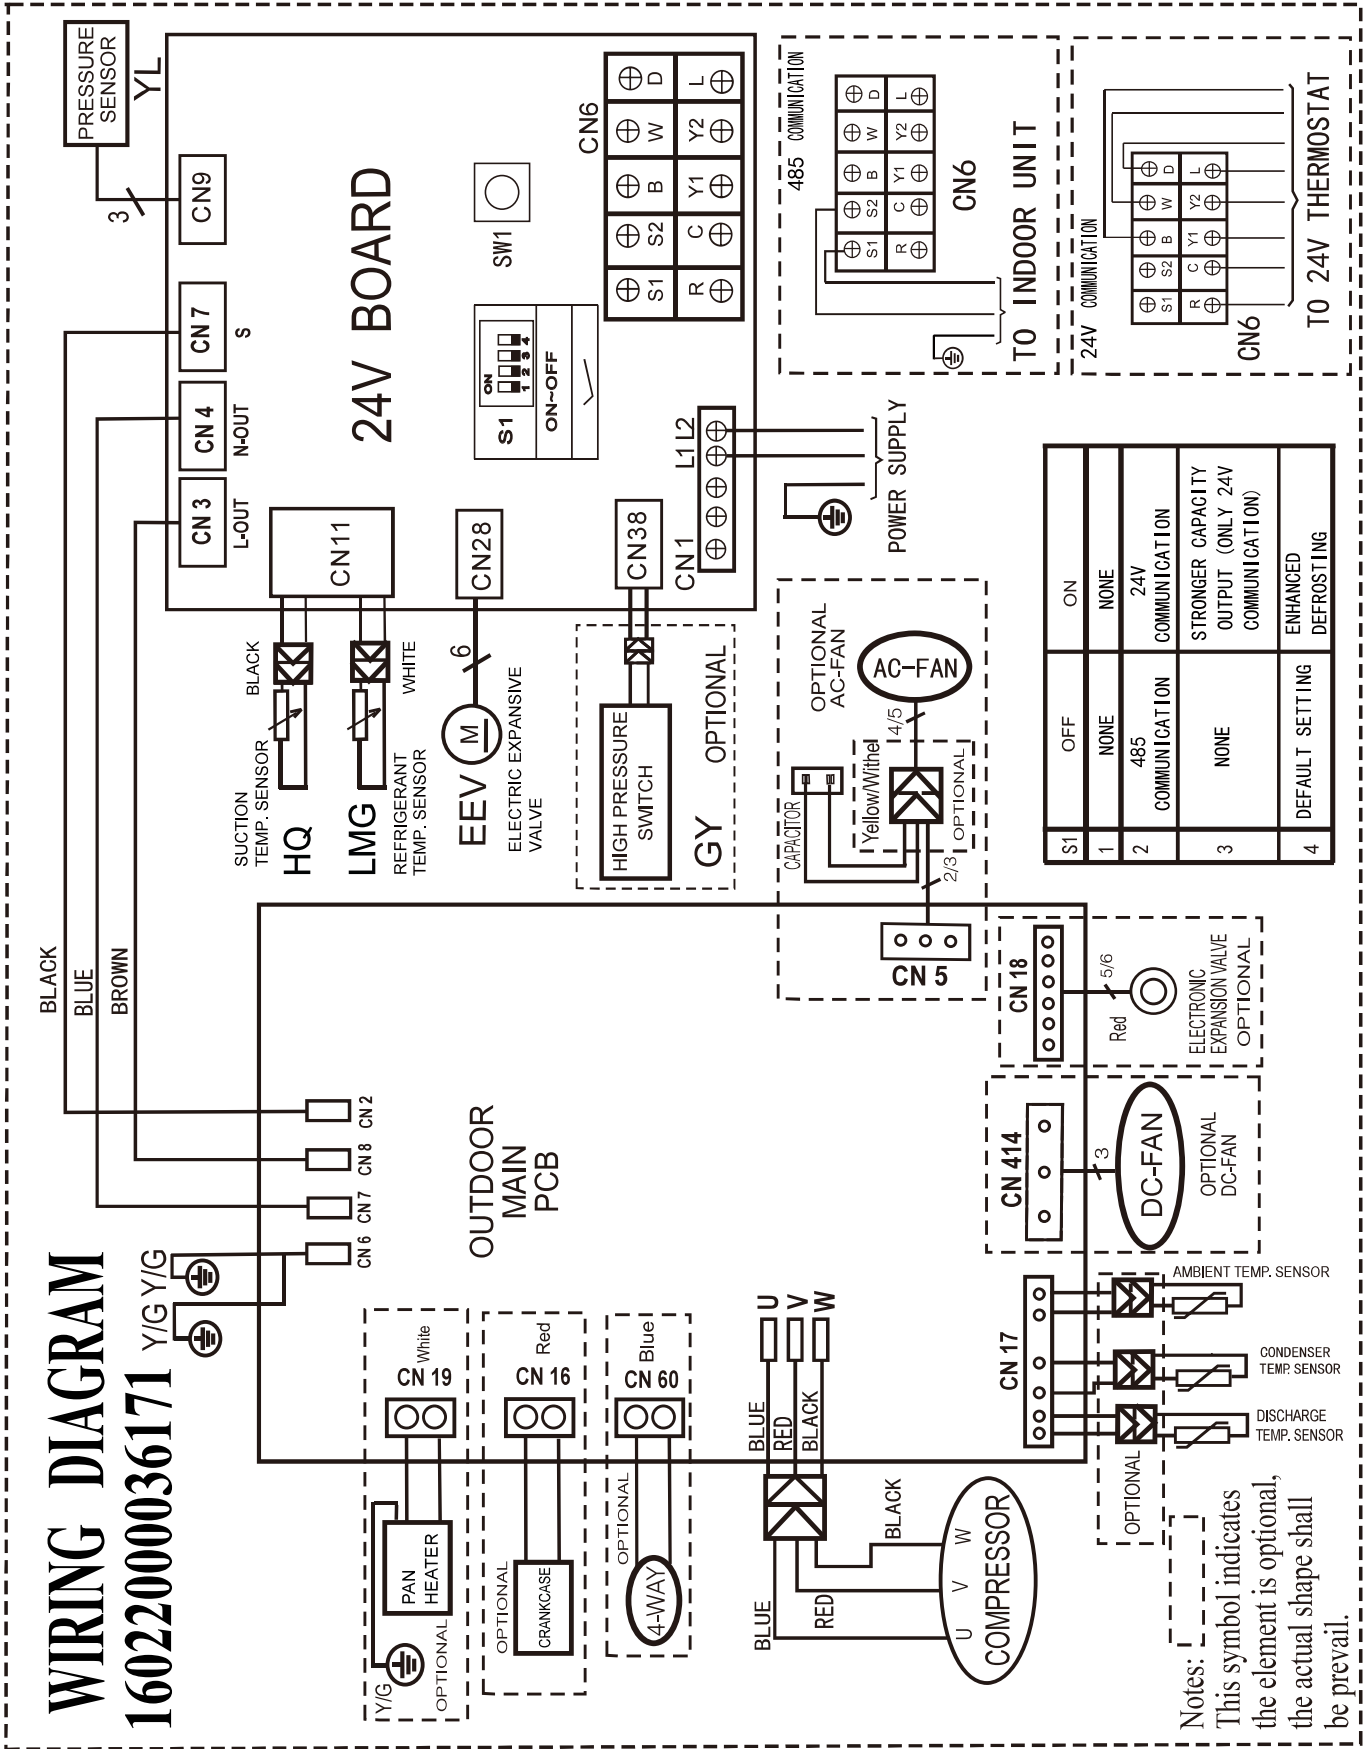 WIRING DIAGRAM
16022000036171
BLACK
BLUE
BROWN
Y/G
Y/G
CN 6
CN 7
CN 8
CN 2
OUTDOOR
MAIN
PCB
PRESSURE
SENSOR
YL
3
CN9
CN 7
S
CN 4
N-OUT
CN 3
L-OUT
24V BOARD
CN11
CN28
CN38
BLACK
WHITE
SUCTION
TEMP. SENSOR
HQ
LMG
REFRIGERANT
TEMP. SENSOR
6
M
EEV
ELECTRIC EXPANSIVE
VALVE
HIGH PRESSURE
SWITCH
GY
OPTIONAL
SW1
S1
ON
1 2 3 4
ON~OFF
CN6
S1 S2 B W D
R C Y1 Y2 L
CN1
L1 L2
POWER SUPPLY
485 COMMUNICATION
S1 S2 B W D
R C Y1 Y2 L
CN6
TO INDOOR UNIT
24V COMMUNICATION
S1 S2 B W D
R C Y1 Y2 L
CN6
TO 24V THERMOSTAT
S1 OFF ON
1 NONE NONE
2 485 COMMUNICATION 24V COMMUNICATION
3 NONE STRONGER CAPACITY
OUTPUT (ONLY 24V
COMMUNICATION)
4 DEFAULT SETTING ENHANCED
DEFROSTING
OPTIONAL
AC-FAN
AC-FAN
4/5
CAPACITOR
Yellow/Withe
OPTIONAL
2/3
CN 5
CN 18
5/6
Red
ELECTRONIC
EXPANSION VALVE
OPTIONAL
CN 414
3
DC-FAN
OPTIONAL
DC-FAN
CN 17
AMBIENT TEMP. SENSOR
CONDENSER
TEMP. SENSOR
DISCHARGE
TEMP. SENSOR
OPTIONAL
CN 19
White
PAN
HEATER
Y/G
OPTIONAL
CN 16
Red
OPTIONAL
CRANKCASE
CN 60
Blue
OPTIONAL
4-WAY
U
V
W
BLUE
RED
BLACK
BLUE
RED
BLACK
U V W
COMPRESSOR
Notes:
This symbol indicates
the element is optional,
the actual shape shall
be prevail.